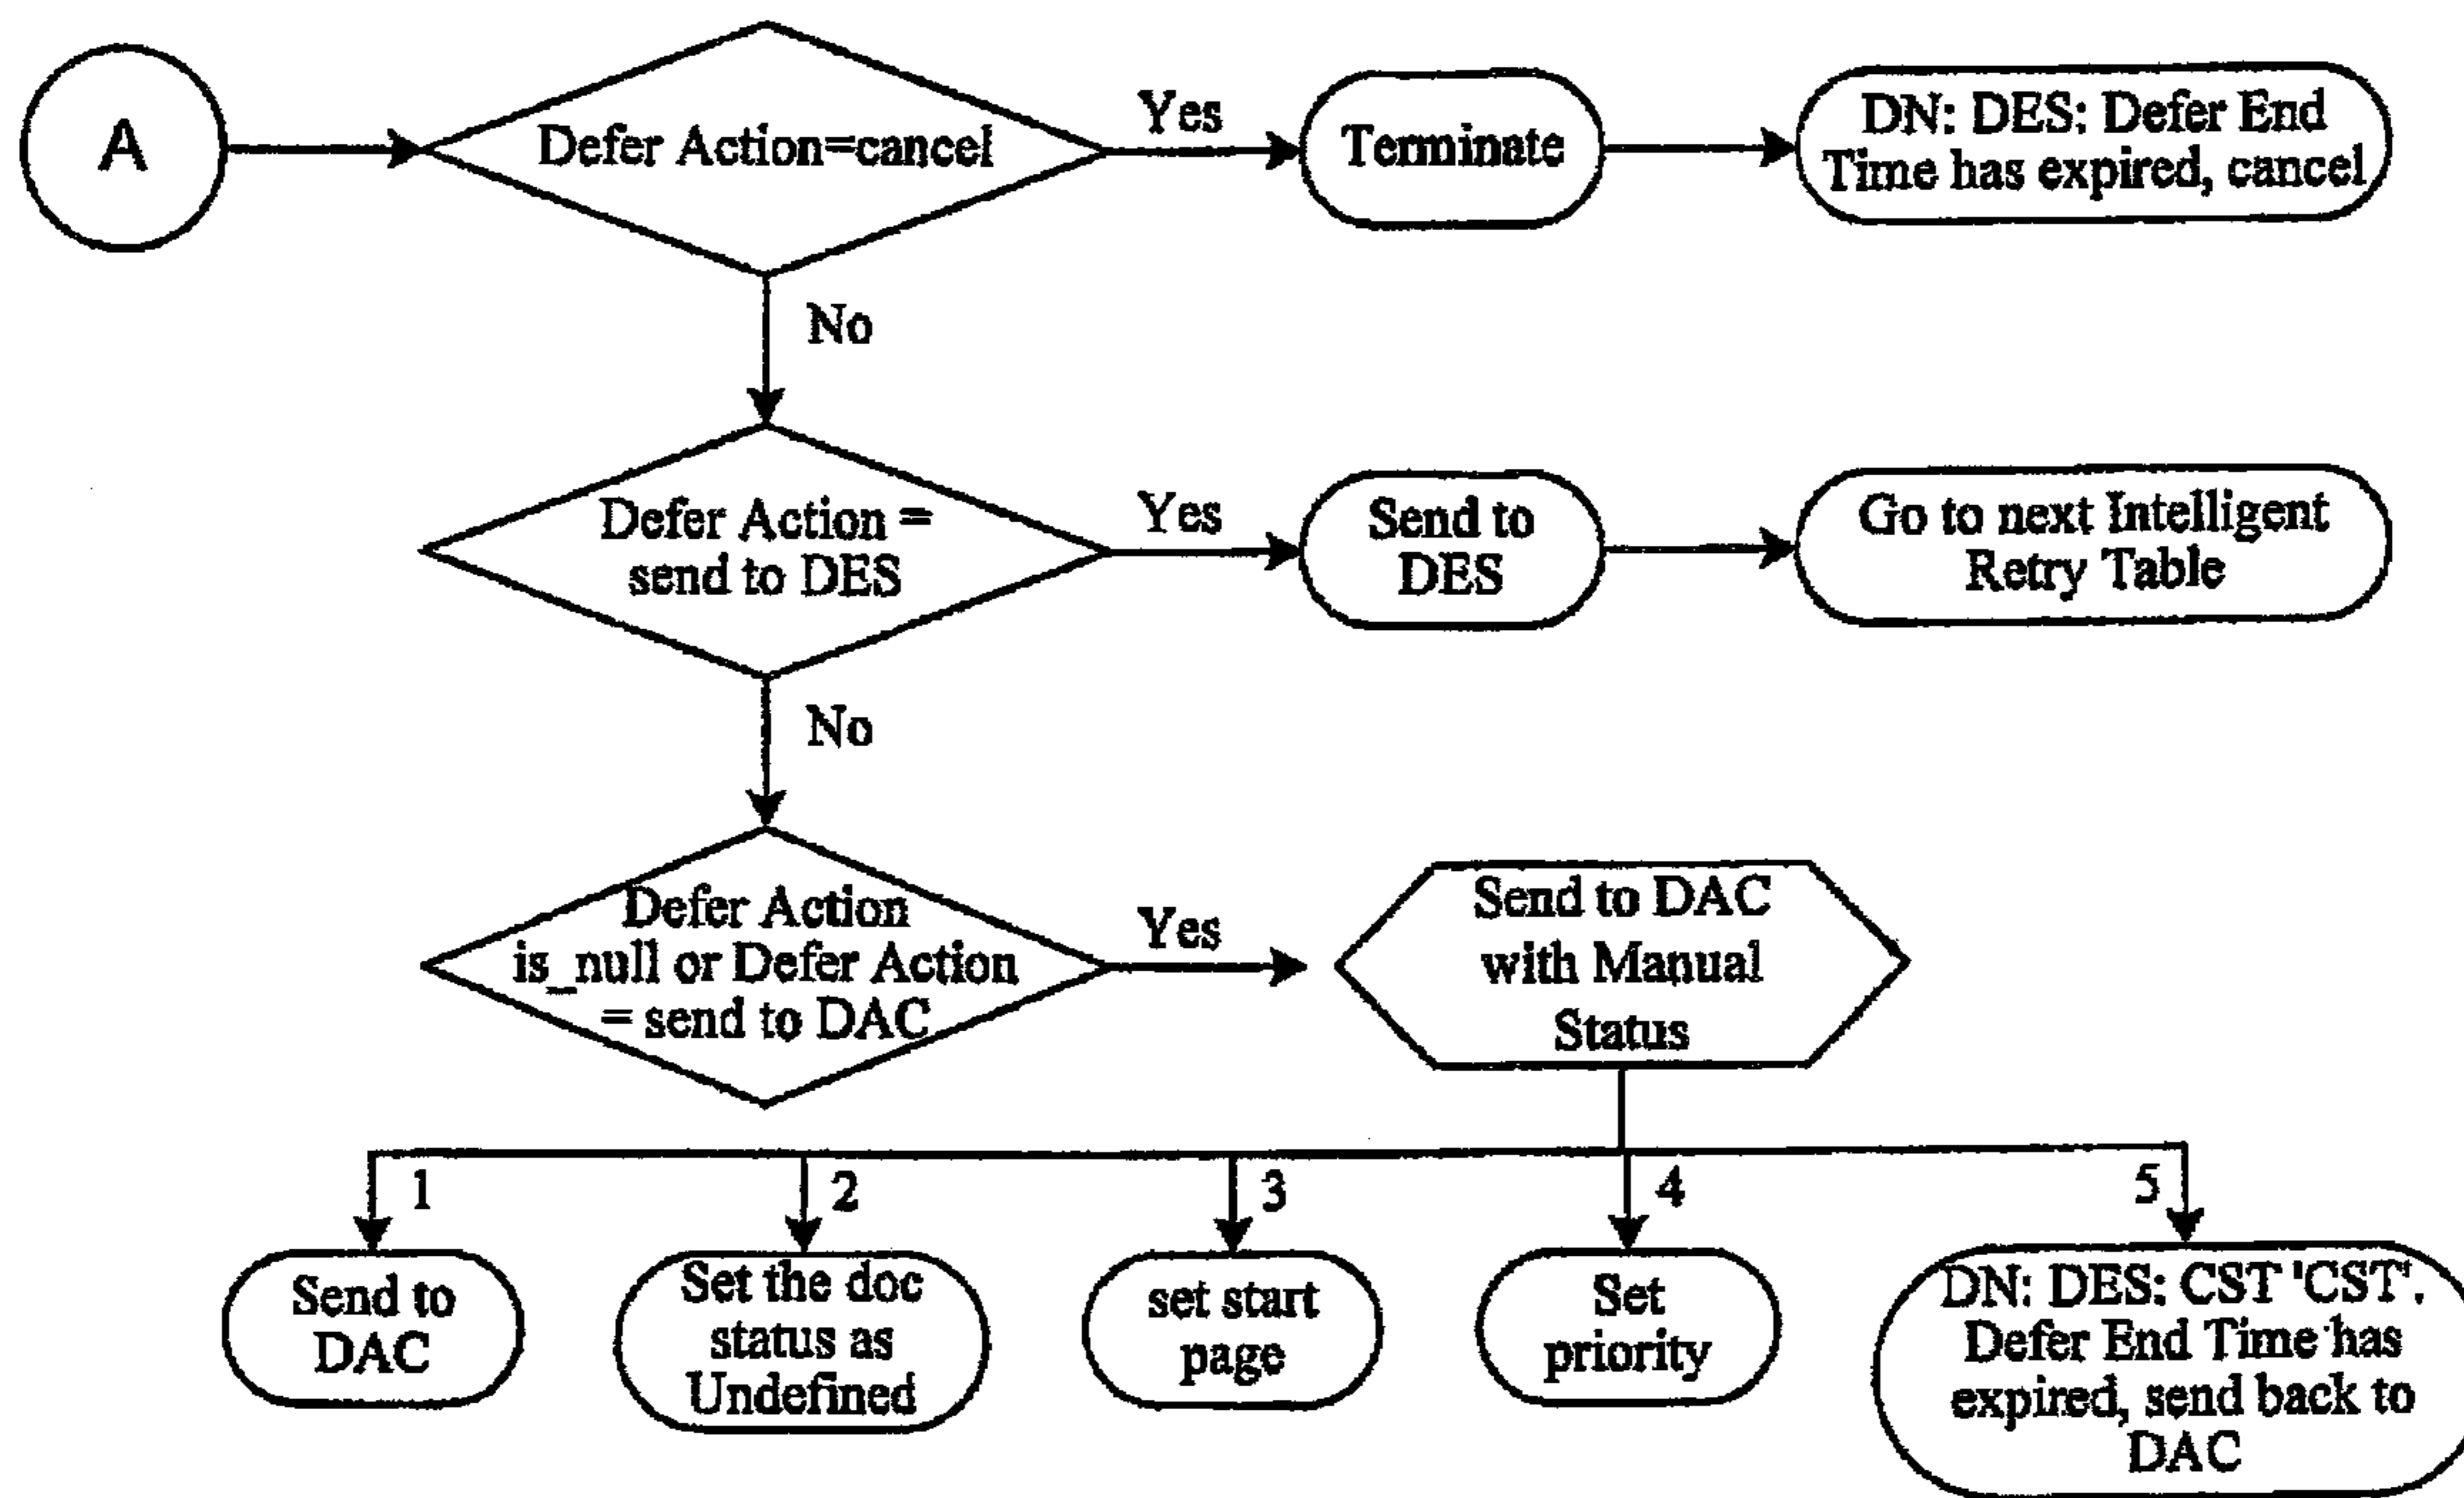 A
Defer Action=cancel
Yes
Terminate
DN: DES: Defer End
Time has expired, cancel
No
Defer Action =
send to DES
Yes
Send to
DES
Go to next Intelligent
Retry Table
No
Defer Action
is_null or Defer Action
= send to DAC
Yes
Send to DAC
with Manual
Status
1
2
3
4
5
Send to
DAC
Set the doc
status as
Undefined
set start
page
Set
priority
DN: DES: CST 'CST'.
Defer End Time has
expired, send back to
DAC